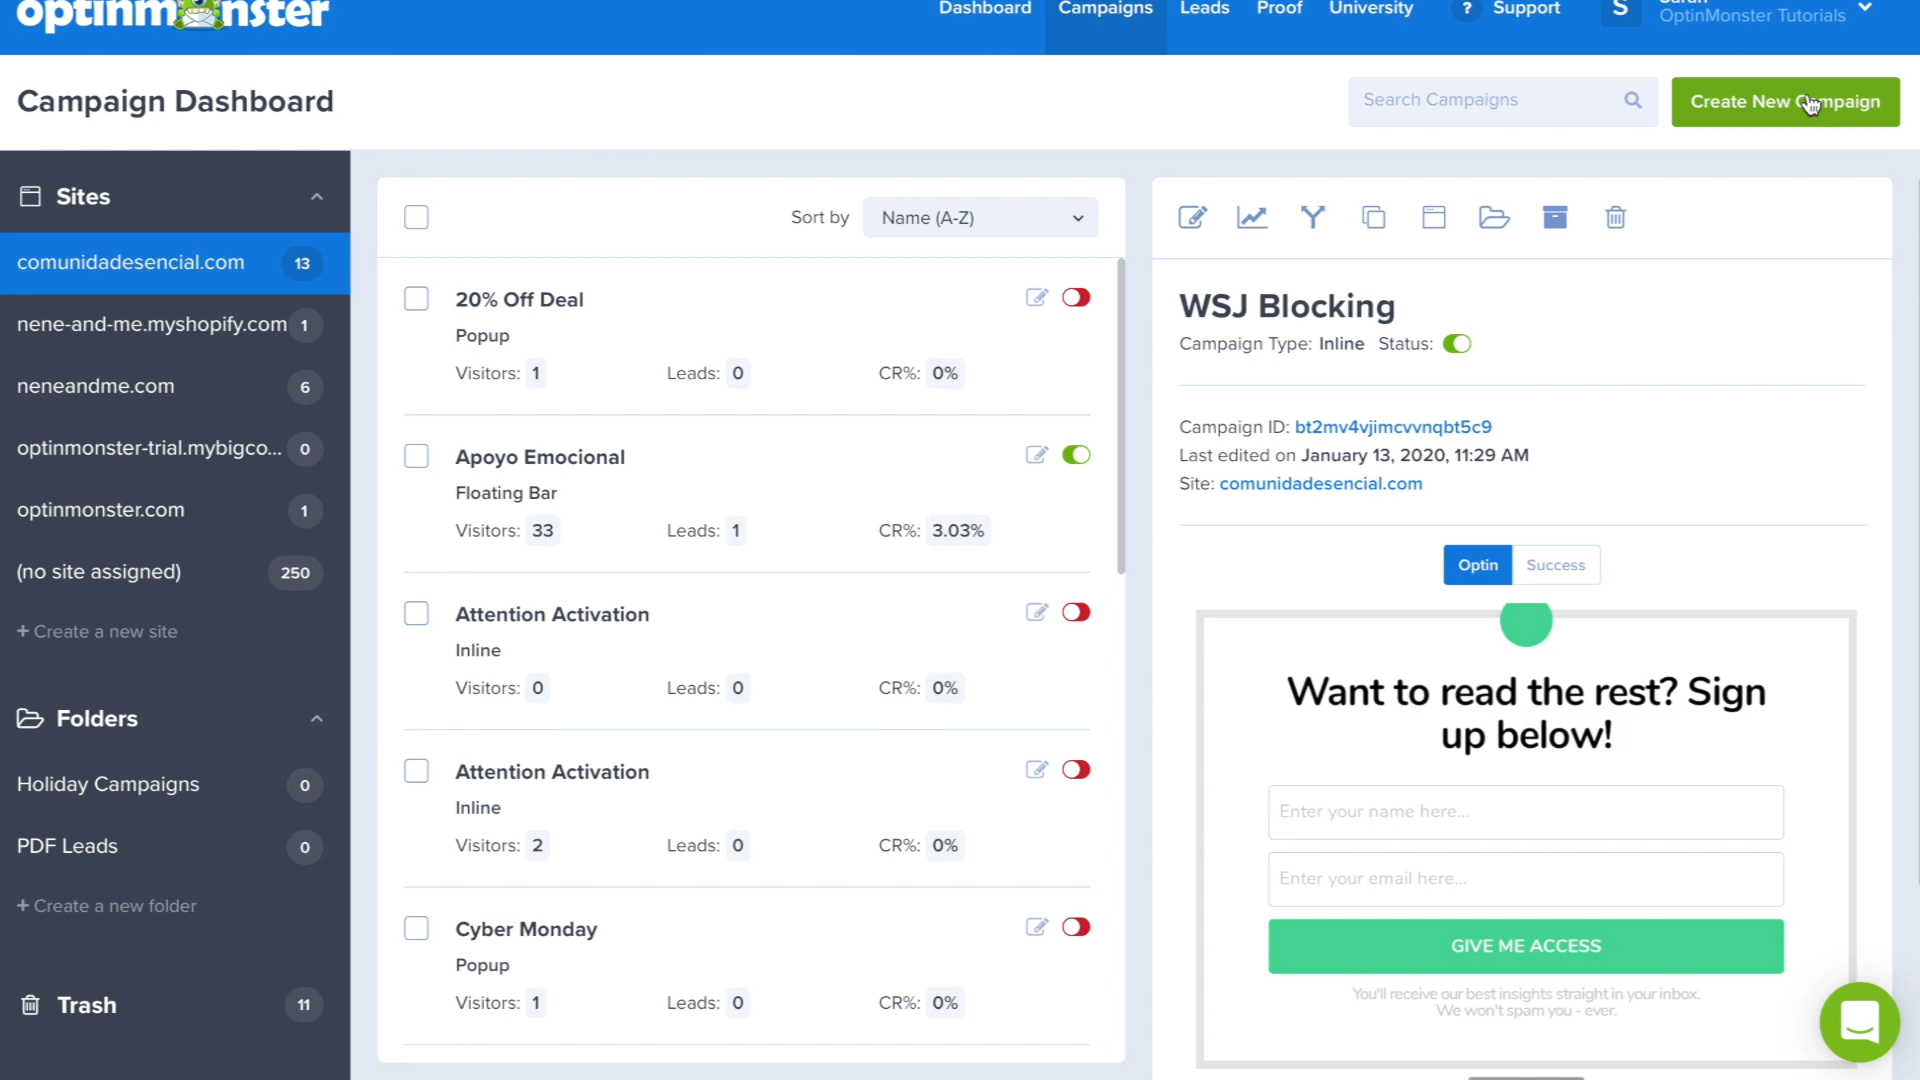 optinmonster
Dashboard
Campaigns
Leads
Proof
University
? Support
S
OptinMonster Tutorials
Campaign Dashboard
Search Campaigns
Create New Campaign
Sites
comunidadesencial.com 13
nene-and-me.myshopify.com 1
neneandme.com 6
optinmonster-trial.mybigco... 0
optinmonster.com 1
(no site assigned) 250
+ Create a new site
Folders
Holiday Campaigns 0
PDF Leads 0
+ Create a new folder
Trash 11
Sort by Name (A-Z)
20% Off Deal
Popup
Visitors: 1 Leads: 0 CR%: 0%
Apoyo Emocional
Floating Bar
Visitors: 33 Leads: 1 CR%: 3.03%
Attention Activation
Inline
Visitors: 0 Leads: 0 CR%: 0%
Attention Activation
Inline
Visitors: 2 Leads: 0 CR%: 0%
Cyber Monday
Popup
Visitors: 1 Leads: 0 CR%: 0%
WSJ Blocking
Campaign Type: Inline Status:
Campaign ID: bt2mv4vjimcvvnqbt5c9
Last edited on January 13, 2020, 11:29 AM
Site: comunidadesencial.com
Optin Success
Want to read the rest? Sign
up below!
Enter your name here...
Enter your email here...
GIVE ME ACCESS
You'll receive our best insights straight in your inbox.
We won't spam you - ever.